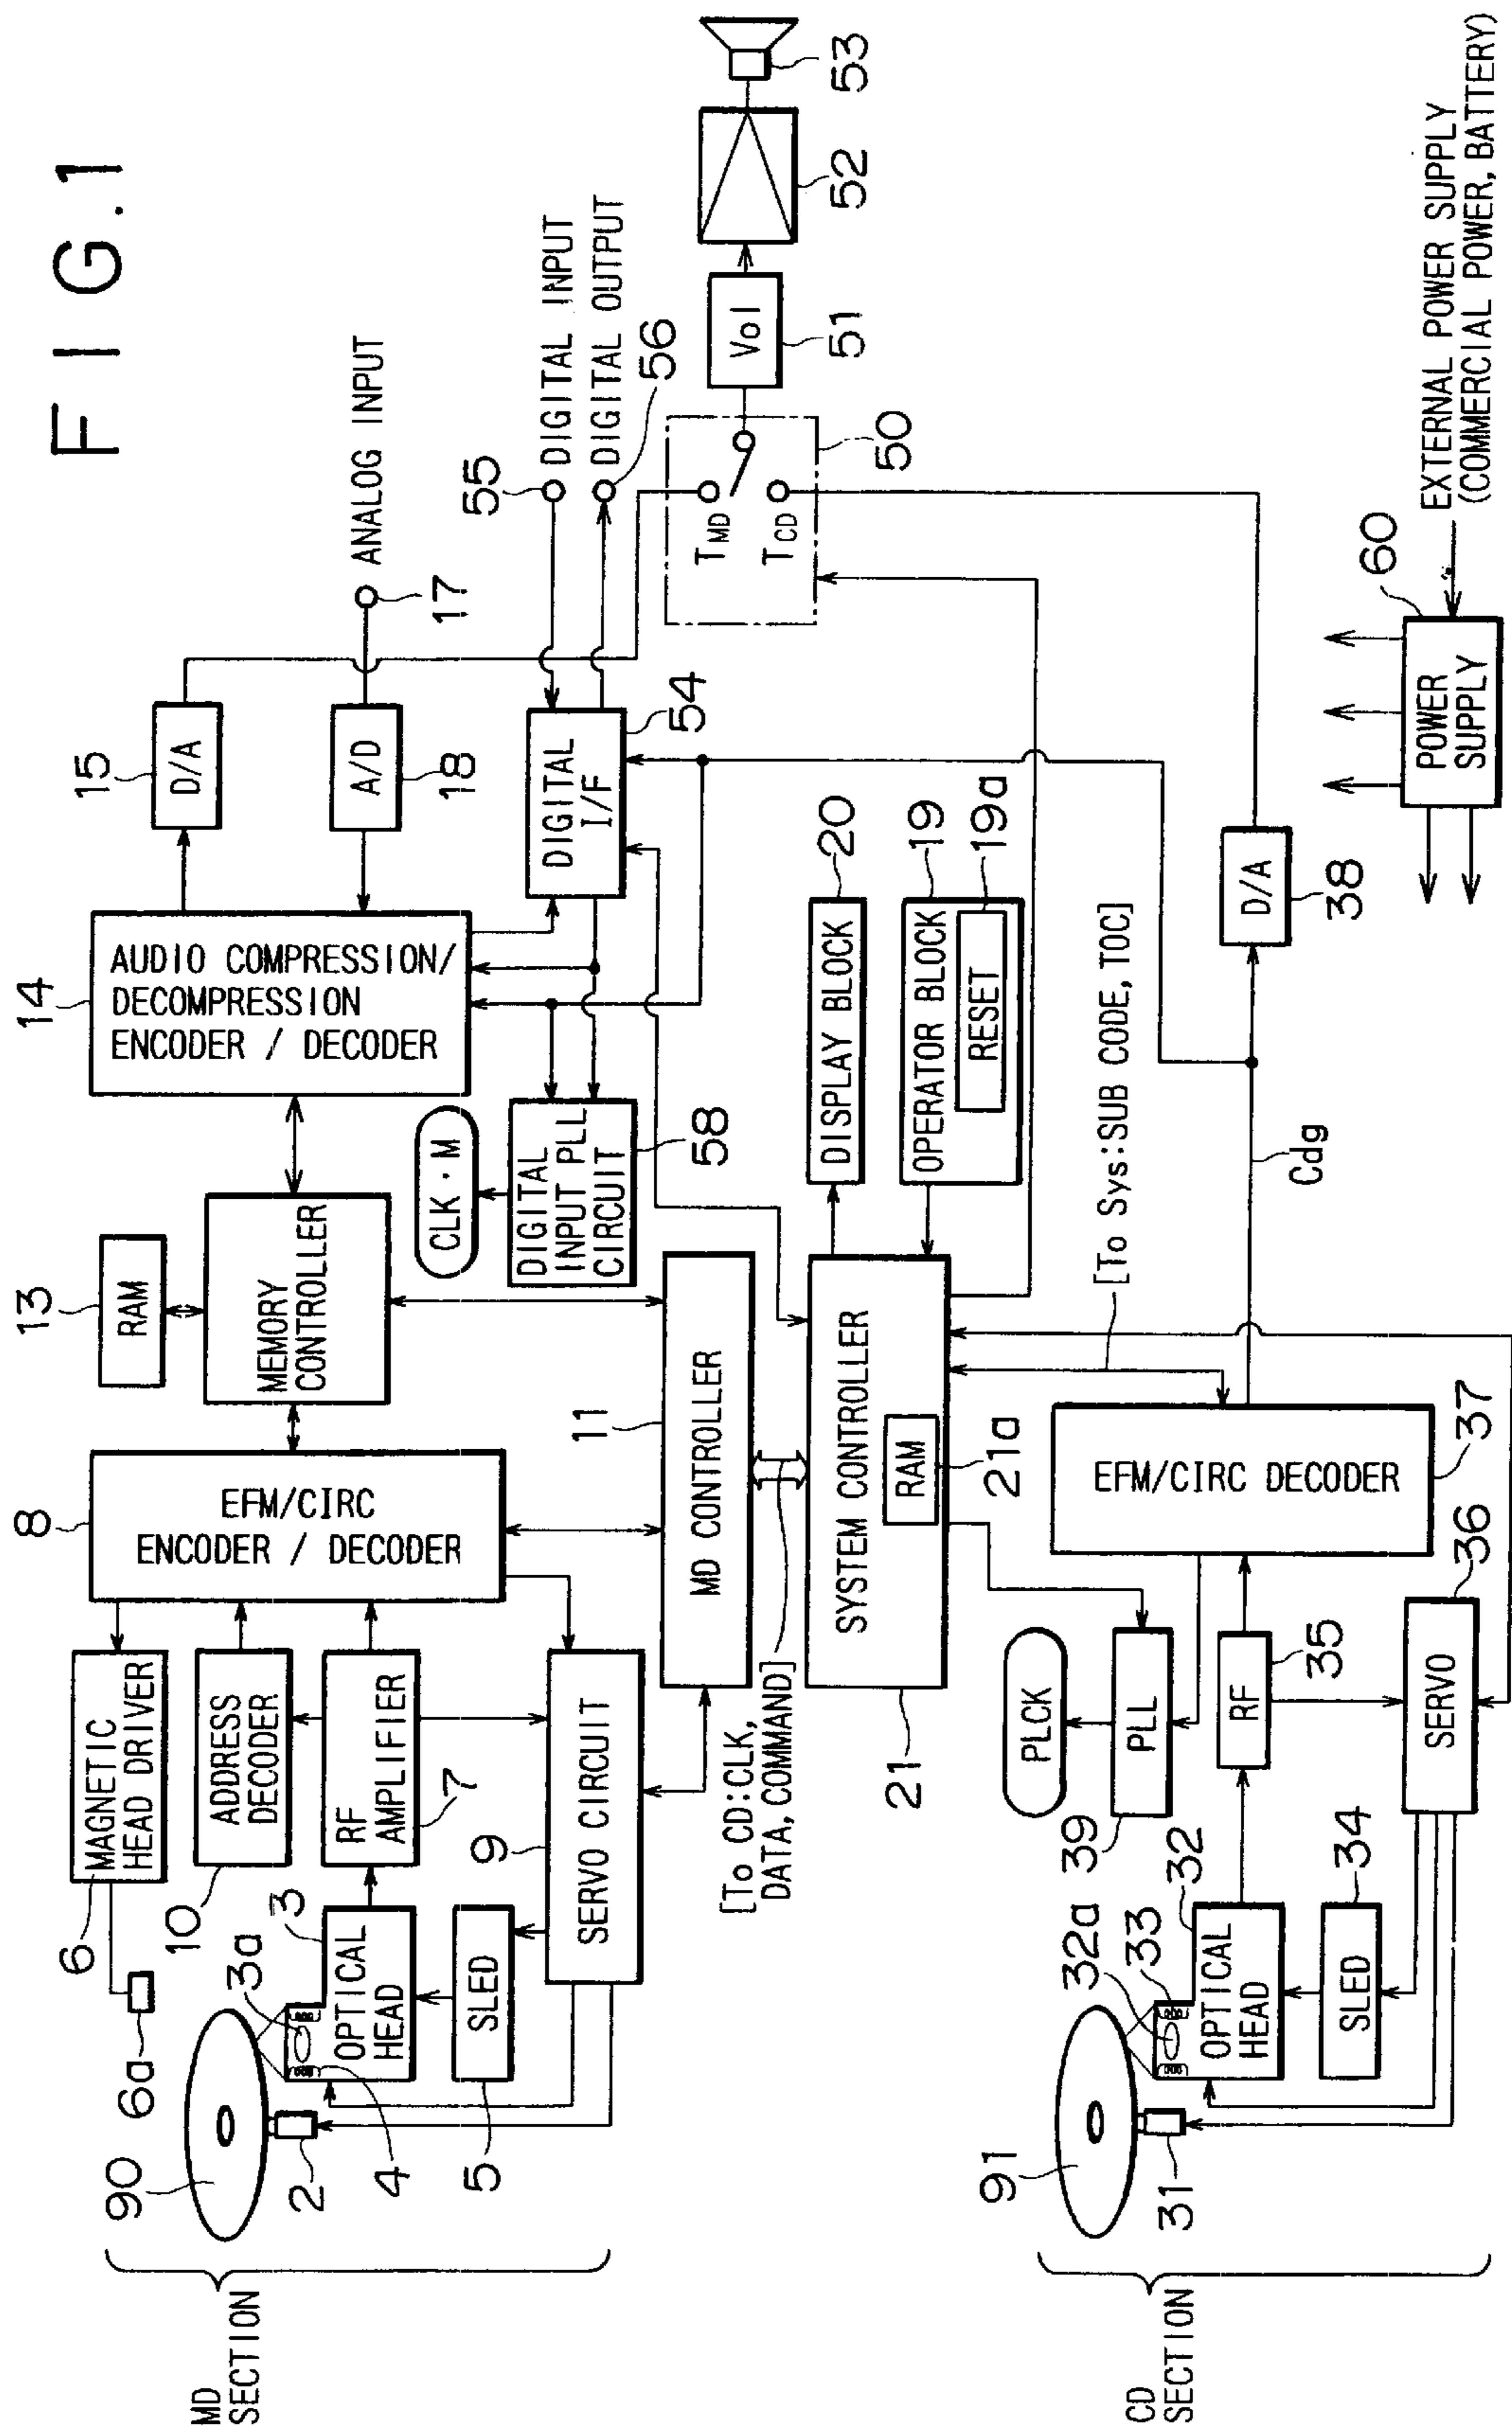 FIG.1
MD
SECTION
90
2
6a
6
MAGNETIC
HEAD DRIVER
10
ADDRESS
DECODER
RF
AMPLIFIER
7
3
3a
OPTICAL
HEAD
4
SLED
5
9
SERVO CIRCUIT
8
EFM/CIRC
ENCODER / DECODER
13
RAM
MEMORY
CONTROLLER
14
AUDIO COMPRESSION/
DECOMPRESSION
ENCODER / DECODER
15
D/A
A/D
18
17
ANALOG INPUT
CLK・M
DIGITAL
INPUT PLL
CIRCUIT
58
DIGITAL
I/F
54
55
DIGITAL INPUT
DIGITAL OUTPUT
56
11
MD CONTROLLER
[To CD:CLK,
DATA,COMMAND]
SYSTEM CONTROLLER
RAM
21a
21
DISPLAY BLOCK
20
OPERATOR BLOCK
19
RESET
19a
TMD
TCD
50
Vol
51
52
53
[To Sys:SUB CODE,TOC]
CD
SECTION
91
31
32a
33
32
OPTICAL
HEAD
SLED
34
PLCK
PLL
39
RF
35
SERVO
36
EFM/CIRC DECODER
37
Cdg
D/A
38
POWER
SUPPLY
60
EXTERNAL POWER SUPPLY
(COMMERCIAL POWER,BATTERY)